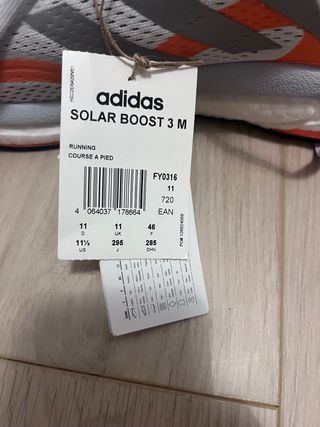 adidas
SOLAR BOOST 3 M
RUNNING
COURSE A PIED
FY0316
11
720
4 064037 178664 EAN
11 11 46
D UK F
11½ 295 285
US J CHN